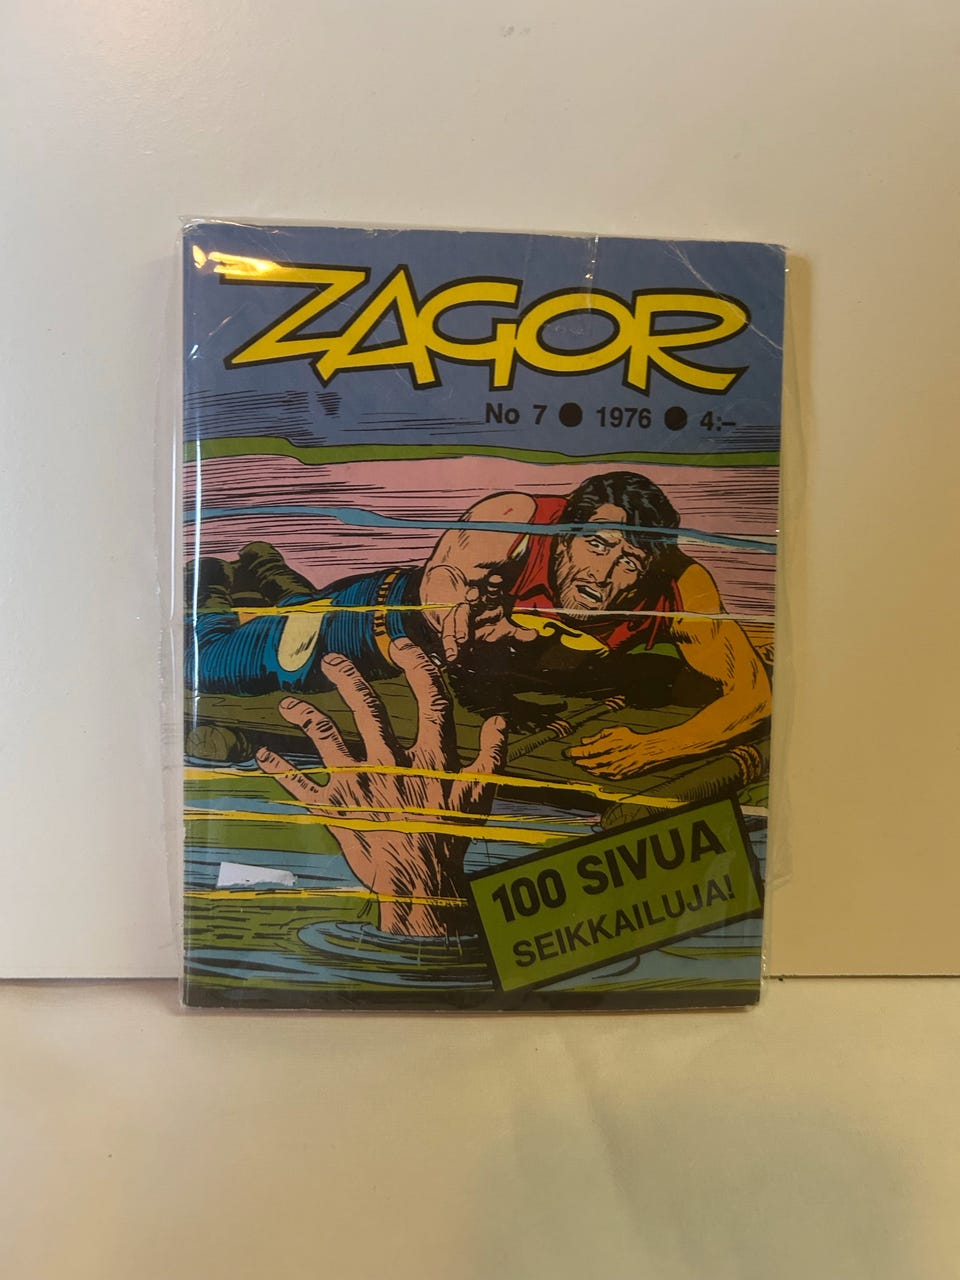 ZAGOR
No 7 ● 1976 ● 4:–
100 SIVUA
SEIKKAILUJA!